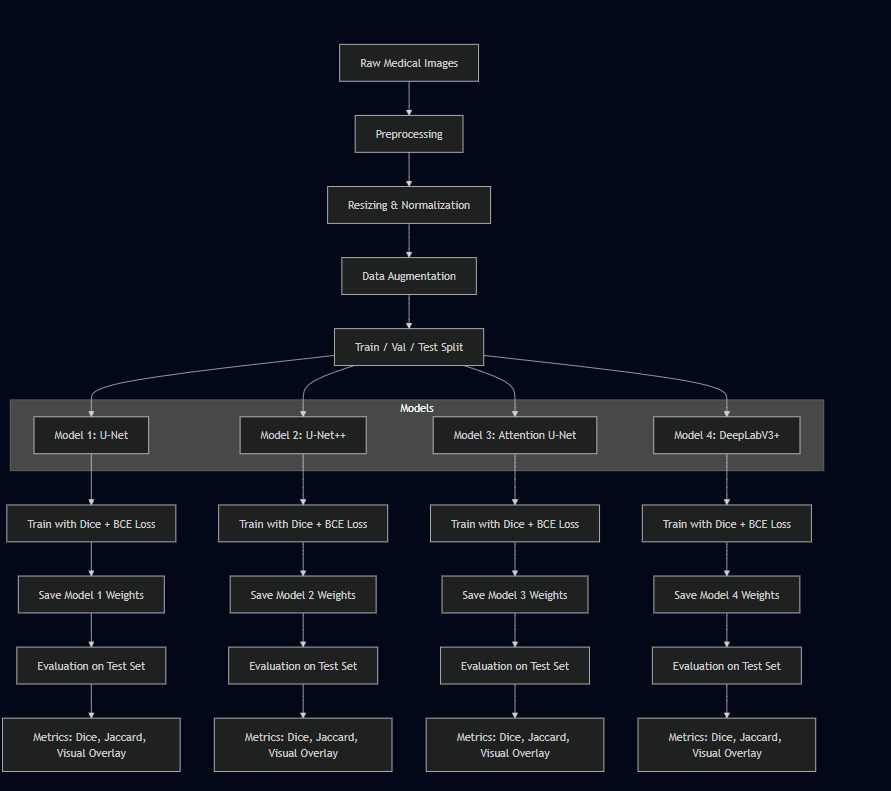 Raw Medical Images
Preprocessing
Resizing & Normalization
Data Augmentation
Train / Val / Test Split
Models
Model 1: U-Net
Model 2: U-Net++
Model 3: Attention U-Net
Model 4: DeepLabV3+
Train with Dice + BCE Loss
Train with Dice + BCE Loss
Train with Dice + BCE Loss
Train with Dice + BCE Loss
Save Model 1 Weights
Save Model 2 Weights
Save Model 3 Weights
Save Model 4 Weights
Evaluation on Test Set
Evaluation on Test Set
Evaluation on Test Set
Evaluation on Test Set
Metrics: Dice, Jaccard,
Visual Overlay
Metrics: Dice, Jaccard,
Visual Overlay
Metrics: Dice, Jaccard,
Visual Overlay
Metrics: Dice, Jaccard,
Visual Overlay